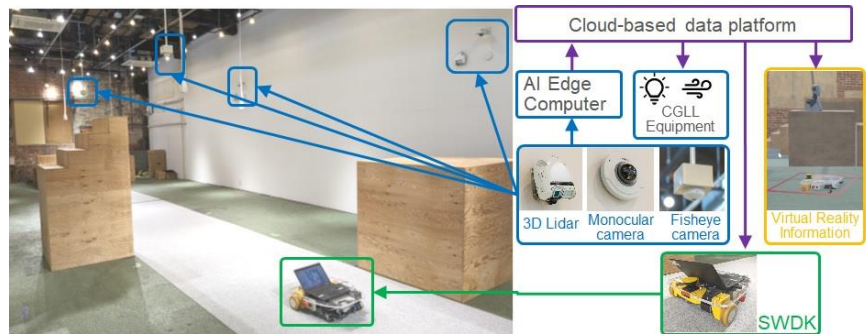 Cloud-based data platform
AI Edge
Computer
CGLL
Equipment
3D Lidar
Monocular
camera
Fisheye
camera
Virtual Reality
Information
SWDK